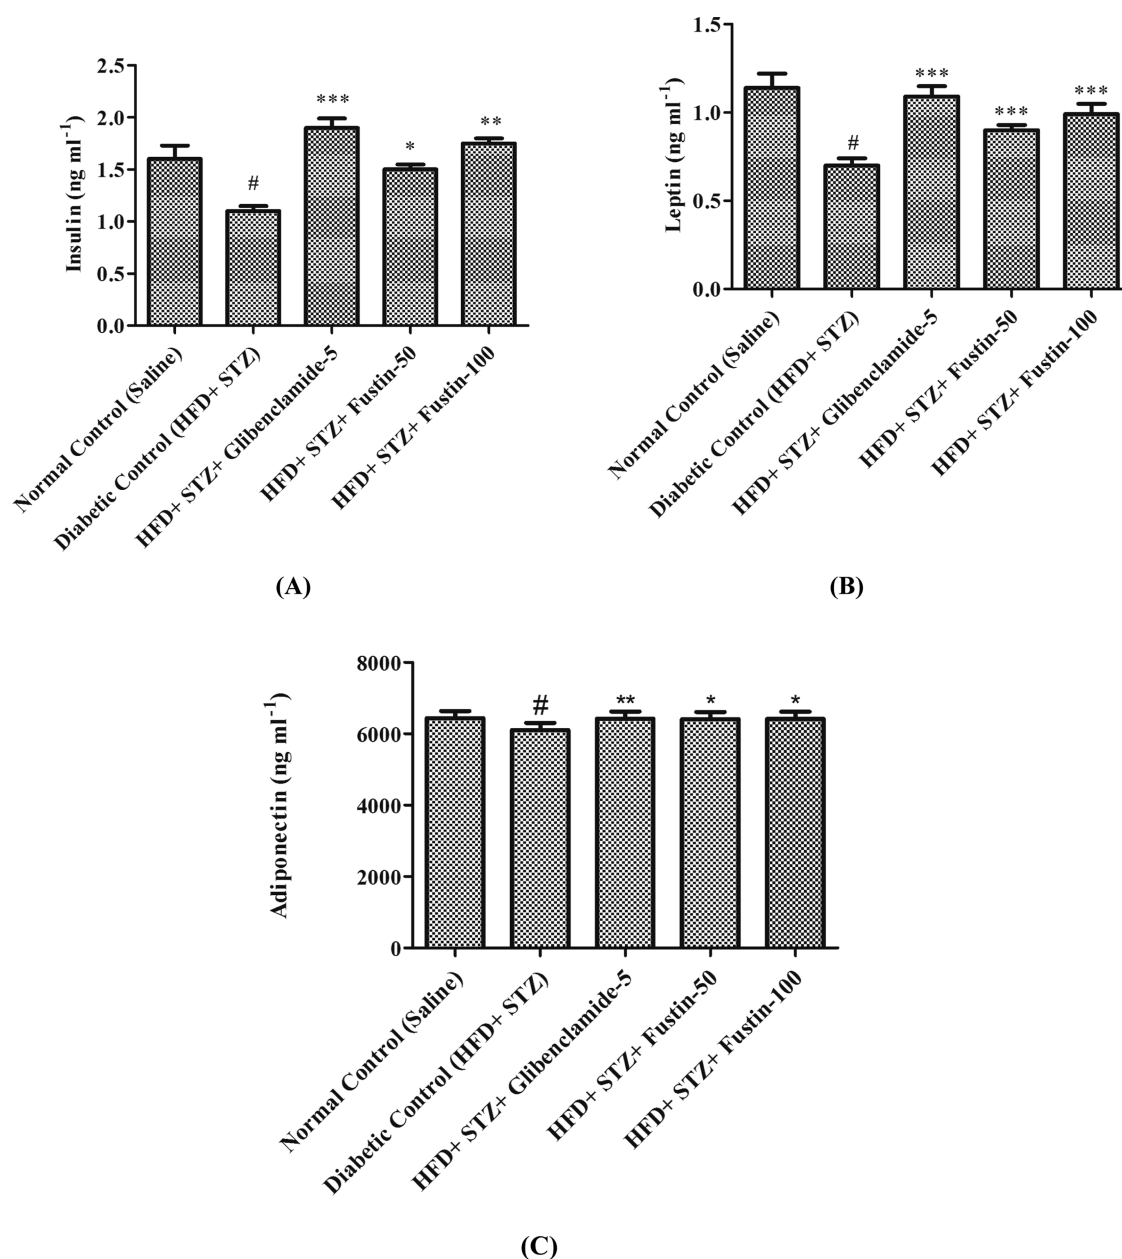 Insulin (ng ml⁻¹)
2.5
2.0
1.5
1.0
0.5
0.0
#
***
*
**
Normal Control (Saline)
Diabetic Control (HFD+ STZ)
HFD+ STZ+ Glibenclamide-5
HFD+ STZ+ Fustin-50
HFD+ STZ+ Fustin-100
(A)
Leptin (ng ml⁻¹)
1.5
1.0
0.5
0.0
#
***
***
***
Normal Control (Saline)
Diabetic Control (HFD+ STZ)
HFD+ STZ+ Glibenclamide-5
HFD+ STZ+ Fustin-50
HFD+ STZ+ Fustin-100
(B)
Adiponectin (ng ml⁻¹)
8000
6000
4000
2000
0
#
**
*
*
Normal Control (Saline)
Diabetic Control (HFD+ STZ)
HFD+ STZ+ Glibenclamide-5
HFD+ STZ+ Fustin-50
HFD+ STZ+ Fustin-100
(C)